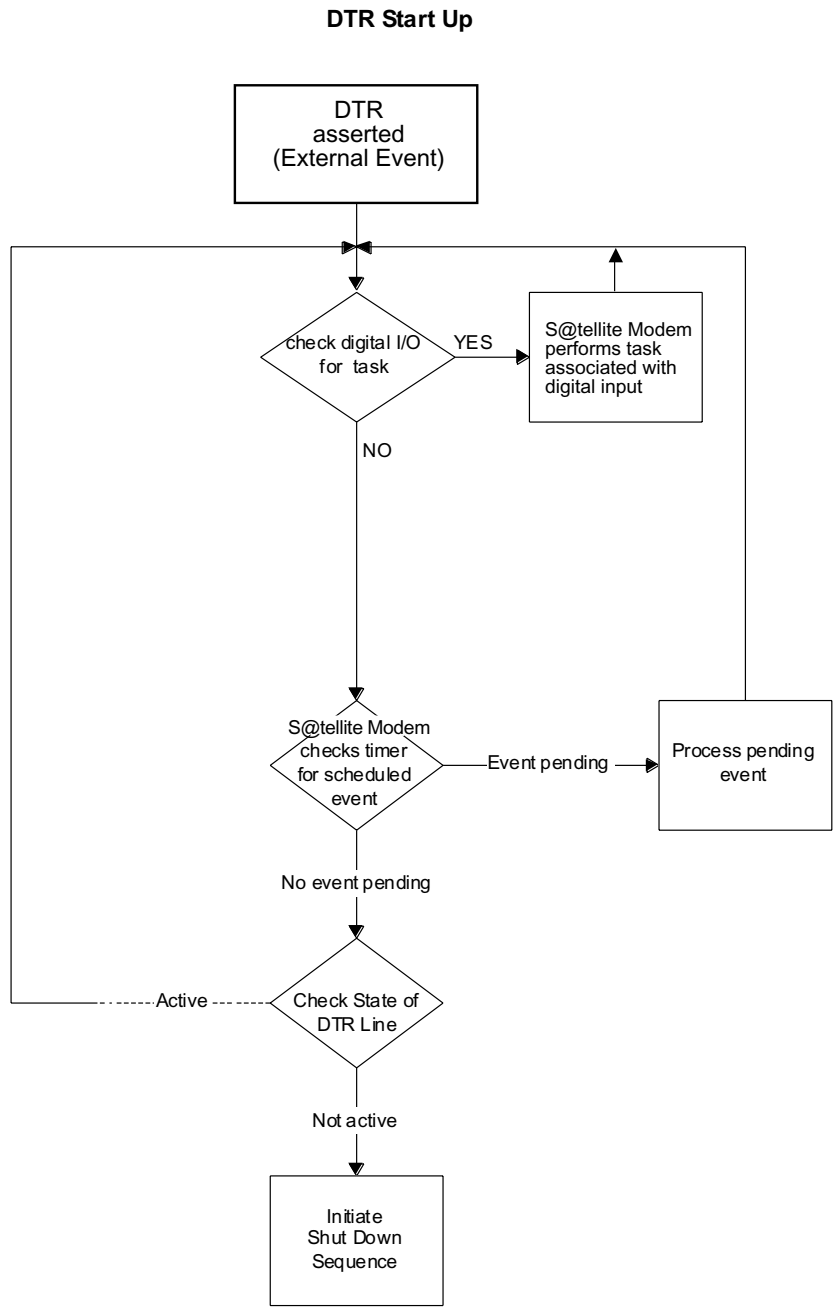 DTR Start Up
DTR
asserted
(External Event)
check digital I/O
for task
YES
S@tellite Modem
performs task
associated with
digital input
NO
S@tellite Modem
checks timer
for scheduled
event
Event pending
Process pending
event
No event pending
Active
Check State of
DTR Line
Not active
Initiate
Shut Down
Sequence